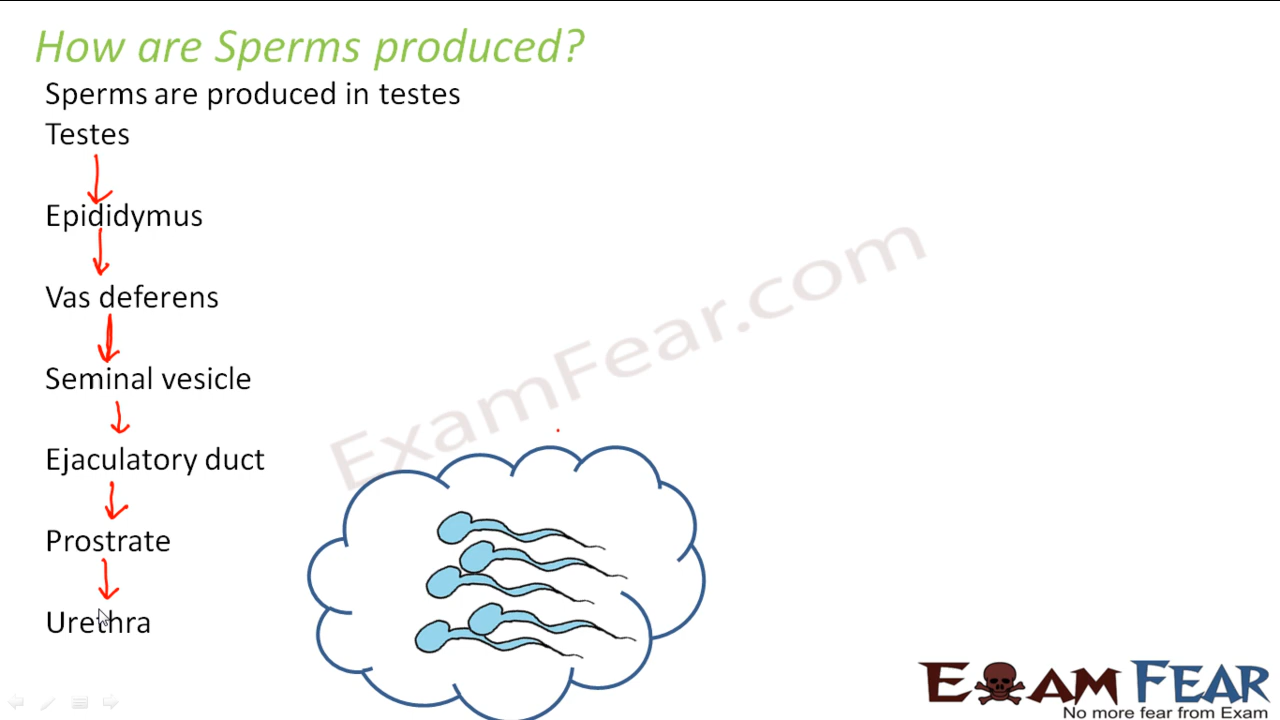 How are Sperms produced?
Sperms are produced in testes
Testes
Epididymus
Vas deferens
Seminal vesicle
Ejaculatory duct
Prostrate
Urethra
ExamFear.com
EXAM FEAR
No more fear from Exam